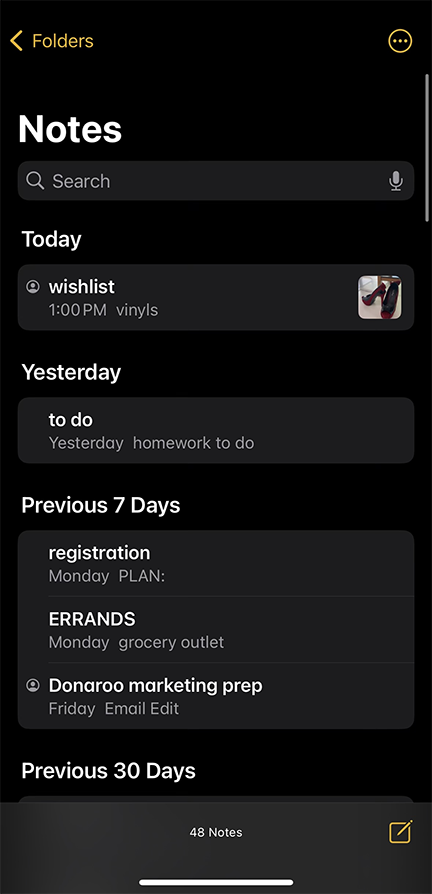 Folders
Notes
Search
Today
wishlist
1:00 PM vinyls
Yesterday
to do
Yesterday homework to do
Previous 7 Days
registration
Monday PLAN:
ERRANDS
Monday grocery outlet
Donaroo marketing prep
Friday Email Edit
Previous 30 Days
48 Notes